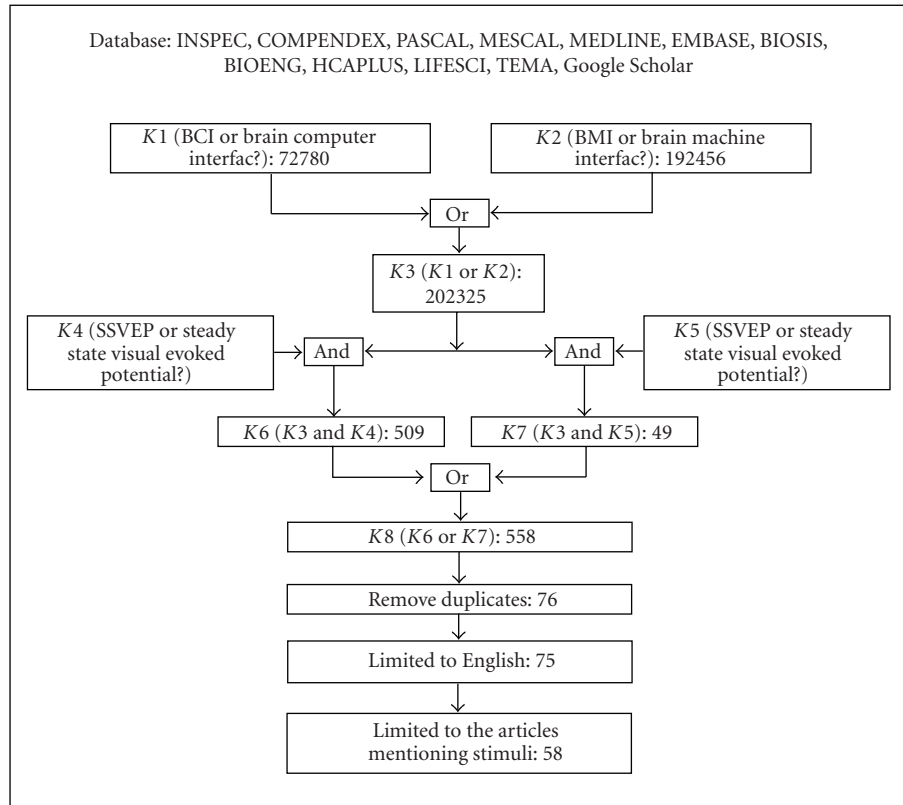 Database: INSPEC, COMPENDEX, PASCAL, MESCAL, MEDLINE, EMBASE, BIOSIS,
BIOENG, HCAPLUS, LIFESCI, TEMA, Google Scholar
K1 (BCI or brain computer
interfac?): 72780
K2 (BMI or brain machine
interfac?): 192456
Or
K3 (K1 or K2):
202325
K4 (SSVEP or steady
state visual evoked
potential?)
And
And
K5 (SSVEP or steady
state visual evoked
potential?)
K6 (K3 and K4): 509
K7 (K3 and K5): 49
Or
K8 (K6 or K7): 558
Remove duplicates: 76
Limited to English: 75
Limited to the articles
mentioning stimuli: 58